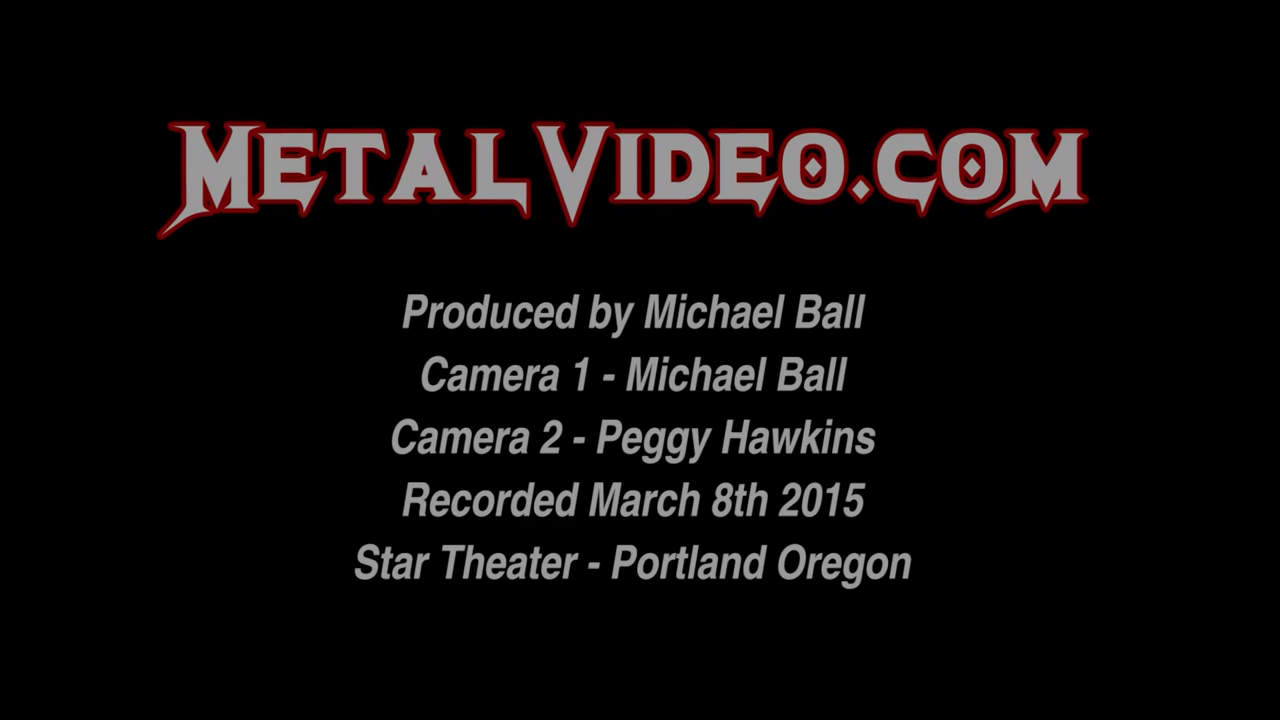 MetalVideo.com
Produced by Michael Ball
Camera 1 - Michael Ball
Camera 2 - Peggy Hawkins
Recorded March 8th 2015
Star Theater - Portland Oregon